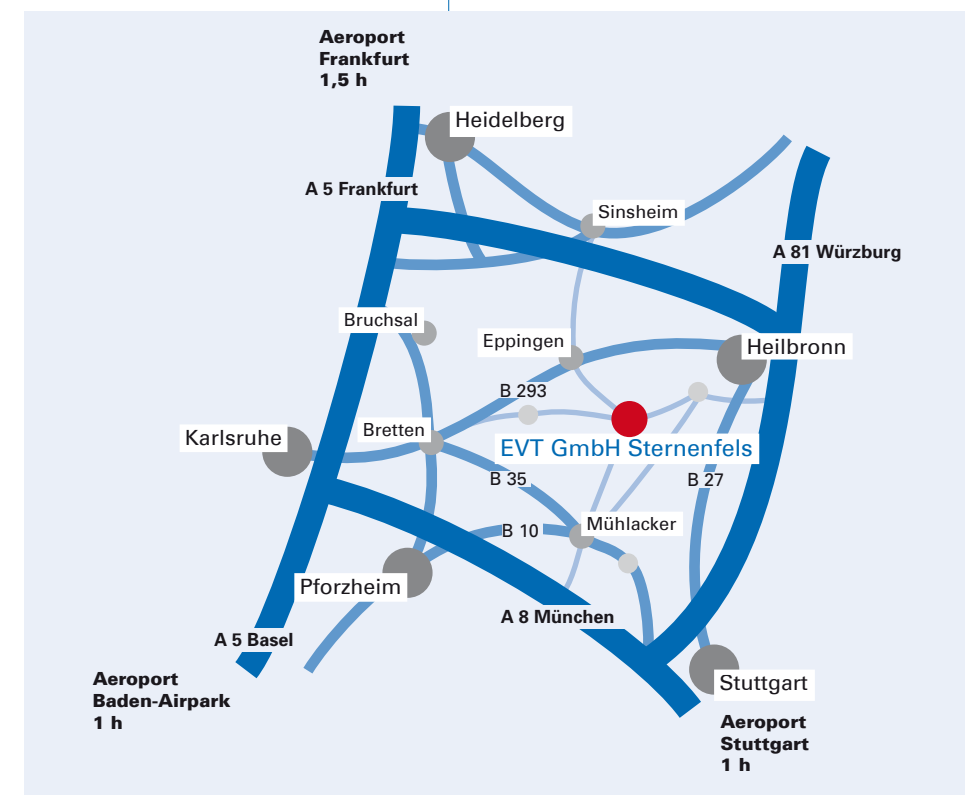 Aeroport
Frankfurt
1,5 h
Heidelberg
A 5 Frankfurt
Sinsheim
A 81 Würzburg
Bruchsal
Eppingen
Heilbronn
B 293
Bretten
Karlsruhe
EVT GmbH Sternenfels
B 35
B 27
Mühlacker
B 10
Pforzheim
A 8 München
A 5 Basel
Aeroport
Baden-Airpark
1 h
Stuttgart
Aeroport
Stuttgart
1 h